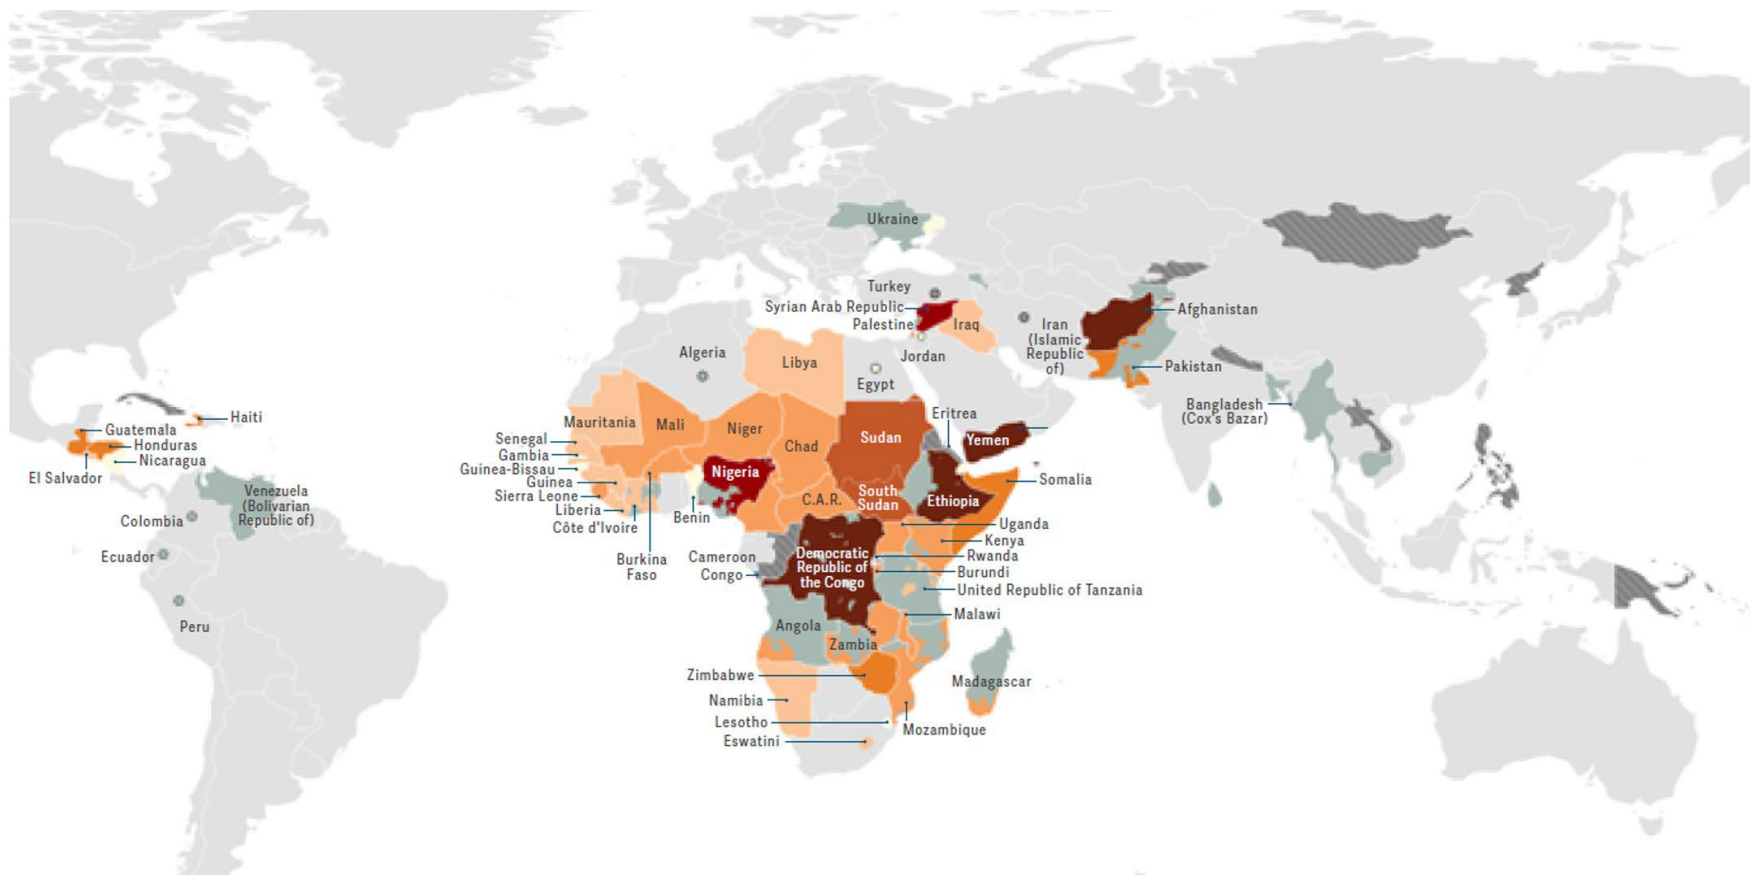 Ukraine
Turkey
Syrian Arab Republic
Palestine
Iraq
Iran
(Islamic
Republic
of)
Afghanistan
Jordan
Algeria
Libya
Egypt
Pakistan
Bangladesh
(Cox's Bazar)
Haiti
Guatemala
Honduras
Nicaragua
El Salvador
Mauritania
Mali
Niger
Chad
Sudan
Eritrea
Yemen
Senegal
Gambia
Guinea-Bissau
Guinea
Sierra Leone
Liberia
Côte d'Ivoire
Nigeria
Benin
C.A.R.
South
Sudan
Ethiopia
Somalia
Venezuela
(Bolivarian
Republic of)
Colombia
Ecuador
Peru
Burkina
Faso
Cameroon
Congo
Democratic
Republic of
the Congo
Uganda
Kenya
Rwanda
Burundi
United Republic of Tanzania
Malawi
Angola
Zambia
Zimbabwe
Namibia
Lesotho
Eswatini
Mozambique
Madagascar